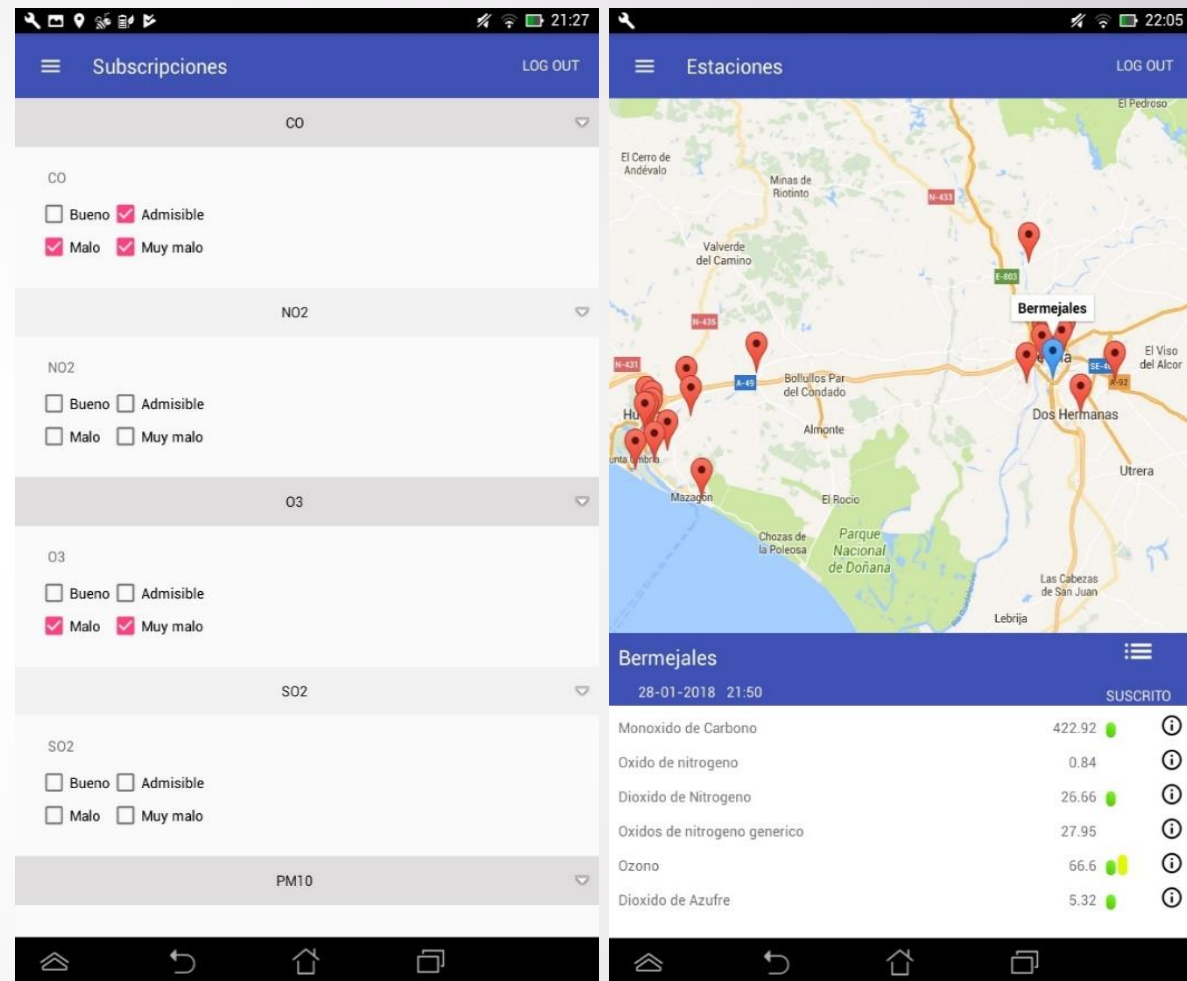 21:27
Subscripciones LOG OUT
CO
CO
Bueno Admisible
Malo Muy malo
NO2
NO2
Bueno Admisible
Malo Muy malo
O3
O3
Bueno Admisible
Malo Muy malo
SO2
SO2
Bueno Admisible
Malo Muy malo
PM10
22:05
Estaciones LOG OUT
El Pedroso
El Cerro de
Andévalo
Minas de
Riotinto
N-433
Valverde
del Camino
E-803
Bermejales
N-435
El Viso
del Alcor
N-431
A-49
A-92
Bollullos Par
del Condado
Dos Hermanas
Almonte
Utrera
Mazagón
El Rocío
Chozas de
la Poleosa
Parque
Nacional
de Doñana
Las Cabezas
de San Juan
Lebrija
Bermejales
28-01-2018 21:50 SUSCRITO
Monoxido de Carbono 422.92
Oxido de nitrogeno 0.84
Dioxido de Nitrogeno 26.66
Oxidos de nitrogeno generico 27.95
Ozono 66.6
Dioxido de Azufre 5.32